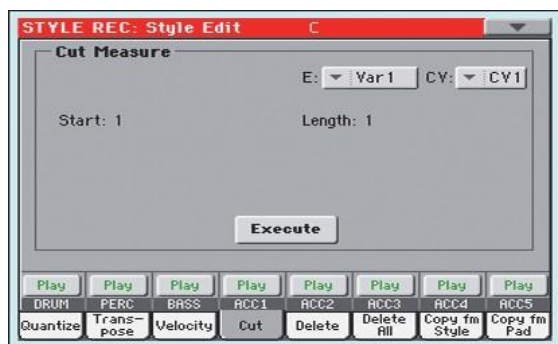 STYLE REC: Style Edit C
Cut Measure
E: Var1 CV: CV1
Start: 1 Length: 1
Execute
Play Play Play Play Play Play Play Play
DRUM PERC BASS ACC1 ACC2 ACC3 ACC4 ACC5
Quantize Trans-pose Velocity Cut Delete Delete All Copy fm Style Copy fm Pad